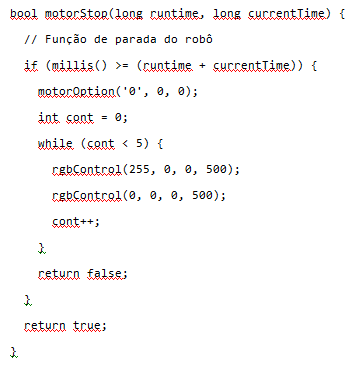 bool motorStop(long runtime, long currentTime) {
  // Função de parada do robô
  if (millis() >= (runtime + currentTime)) {
    motorOption('0', 0, 0);
    int cont = 0;
    while (cont < 5) {
      rgbControl(255, 0, 0, 500);
      rgbControl(0, 0, 0, 500);
      cont++;
    }
    return false;
  }
  return true;
}